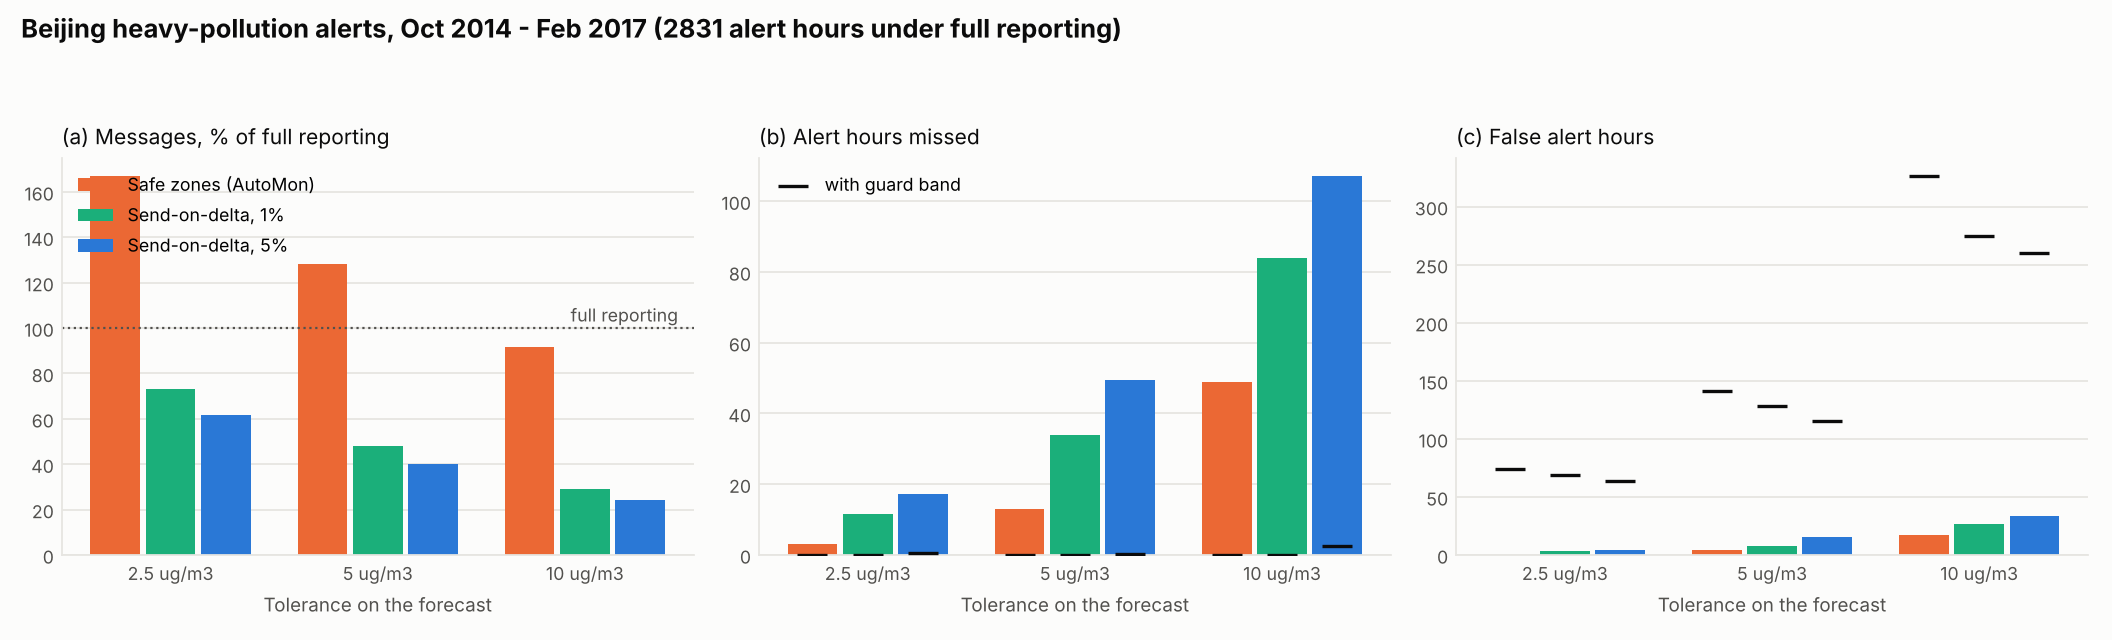 Beijing heavy-pollution alerts, Oct 2014 - Feb 2017 (2831 alert hours under full reporting)
(a) Messages, % of full reporting
Safe zones (AutoMon)
Send-on-delta, 1%
Send-on-delta, 5%
full reporting
160
140
120
100
80
60
40
20
0
2.5 ug/m3
5 ug/m3
10 ug/m3
Tolerance on the forecast
(b) Alert hours missed
with guard band
100
80
60
40
20
0
2.5 ug/m3
5 ug/m3
10 ug/m3
Tolerance on the forecast
(c) False alert hours
300
250
200
150
100
50
0
2.5 ug/m3
5 ug/m3
10 ug/m3
Tolerance on the forecast